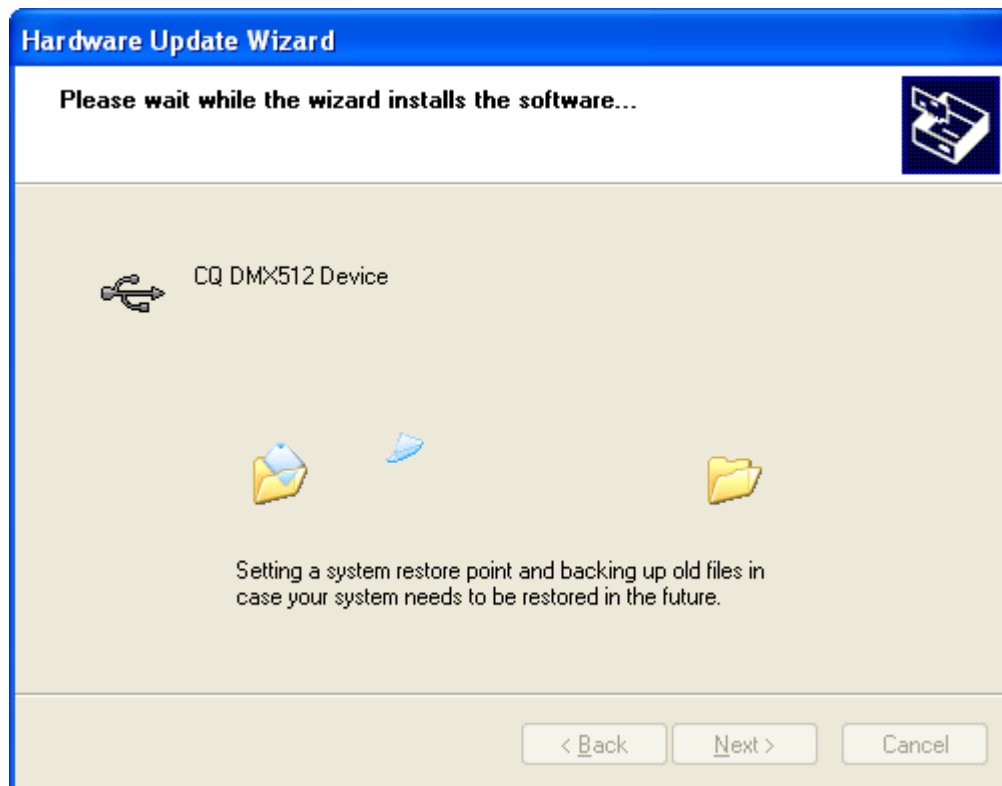 Hardware Update Wizard
Please wait while the wizard installs the software...
CQ DMX512 Device
Setting a system restore point and backing up old files in
case your system needs to be restored in the future.
< Back Next > Cancel